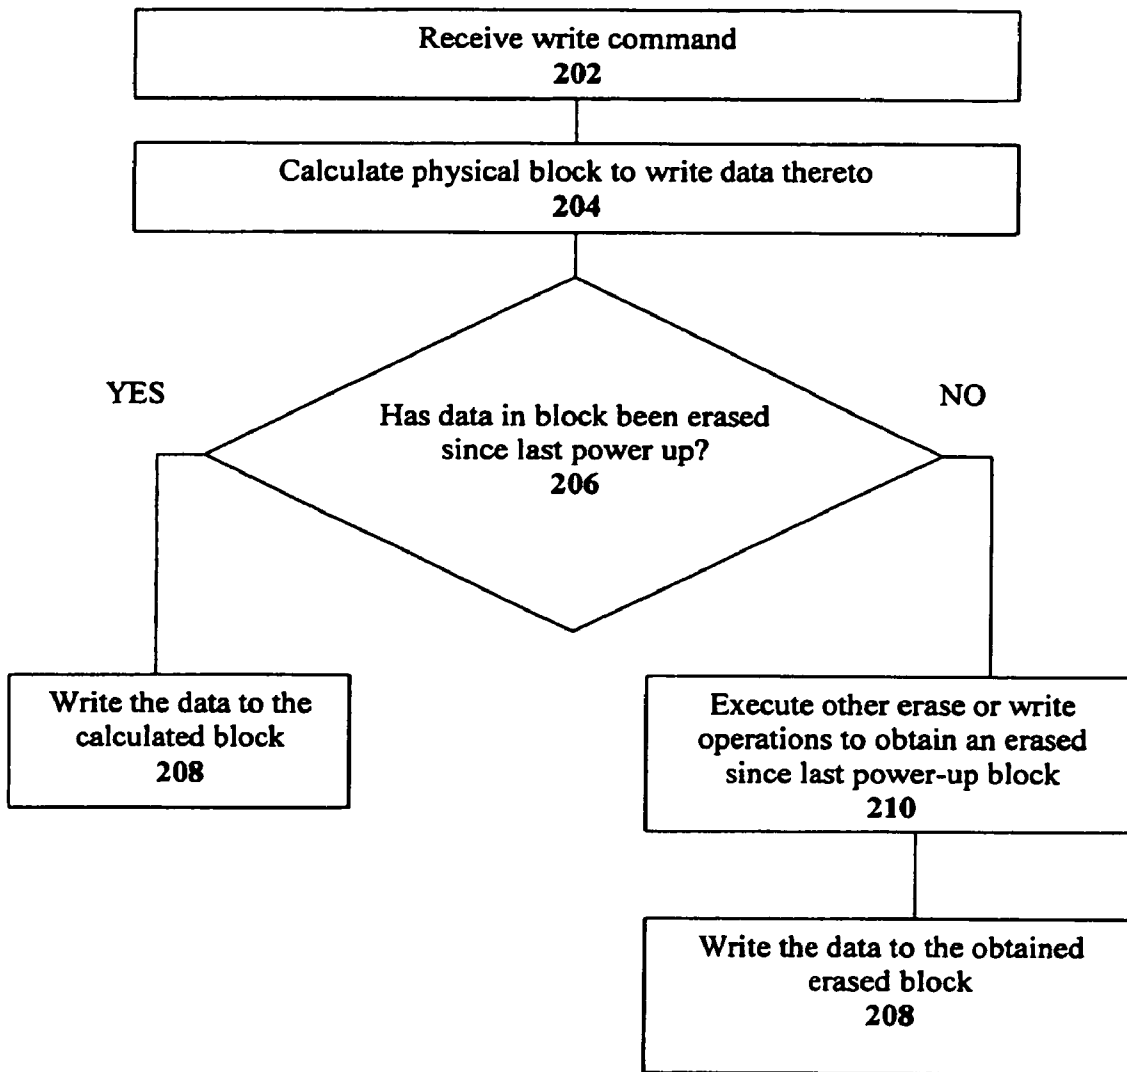 Receive write command
202
Calculate physical block to write data thereto
204
YES
NO
Has data in block been erased
since last power up?
206
Write the data to the
calculated block
208
Execute other erase or write
operations to obtain an erased
since last power-up block
210
Write the data to the obtained
erased block
208